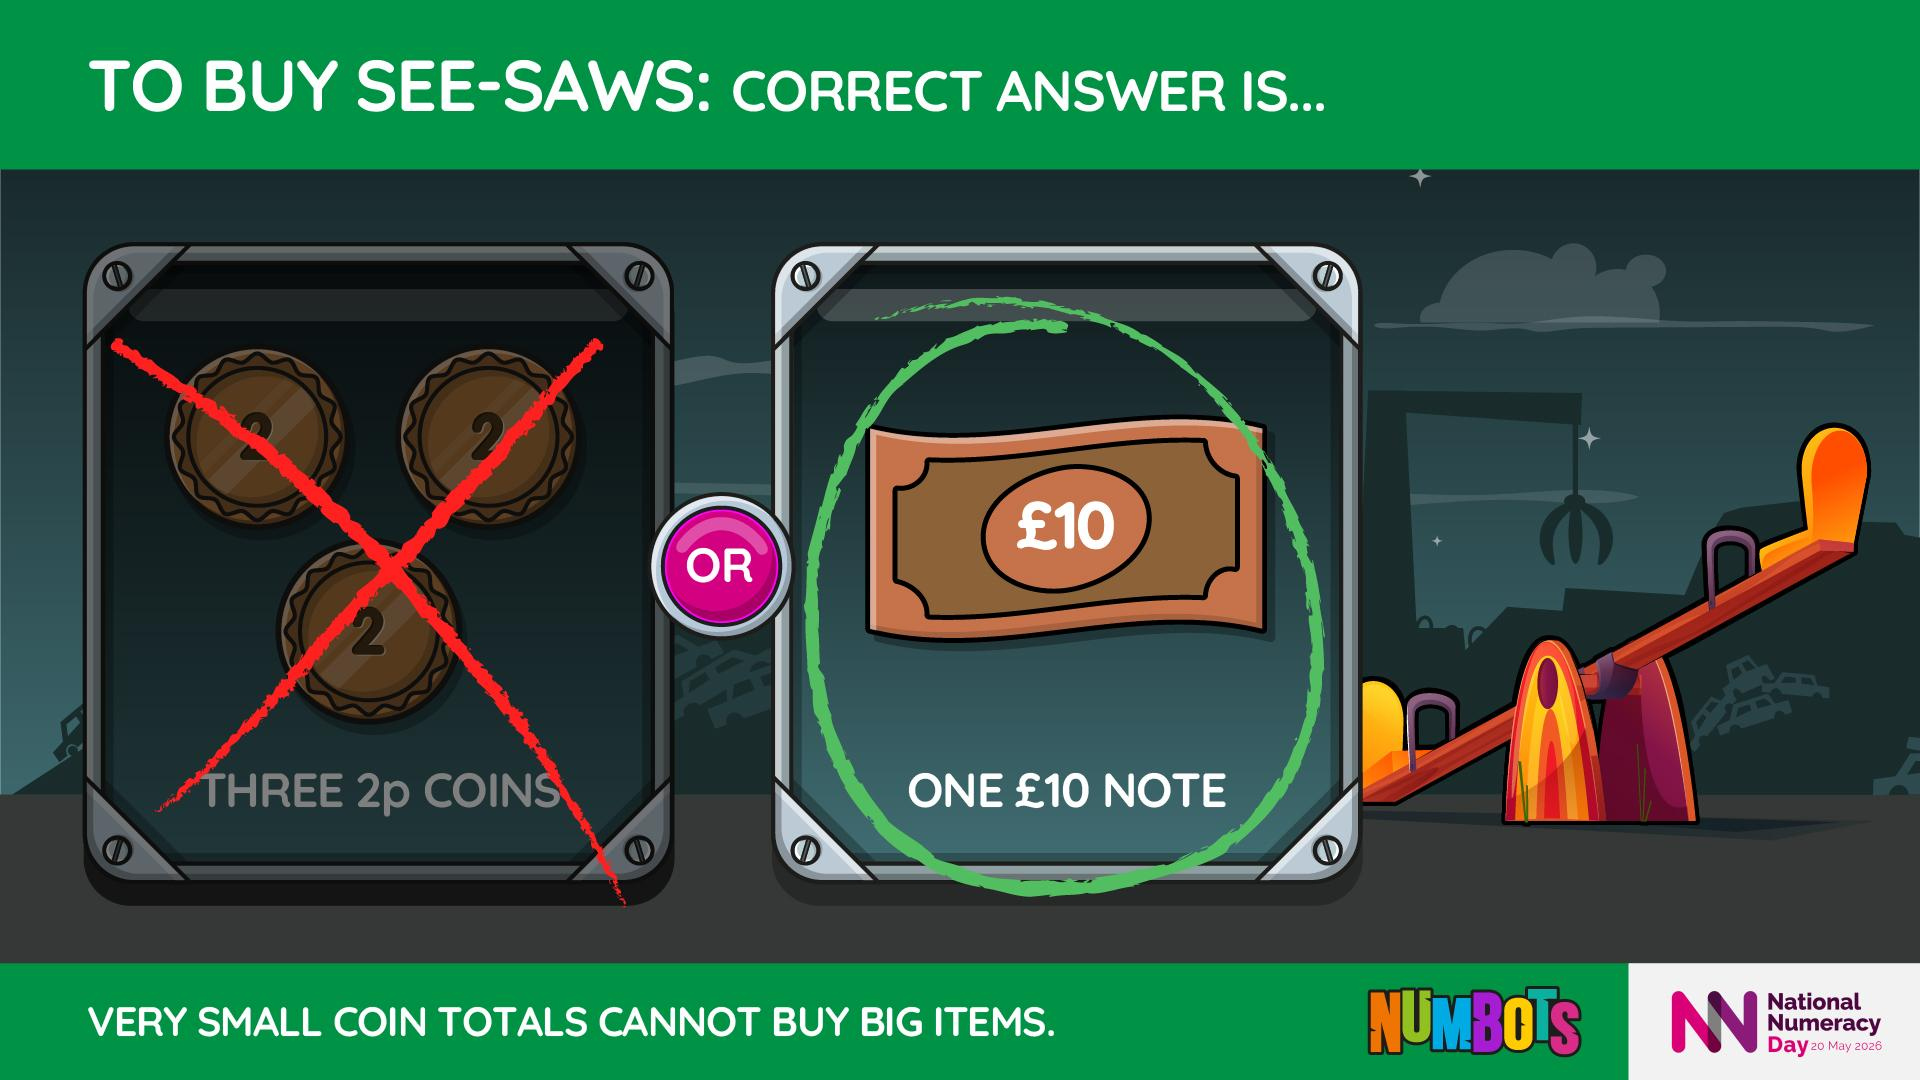 TO BUY SEE-SAWS: CORRECT ANSWER IS...
2 2
2
THREE 2p COINS
OR
£10
ONE £10 NOTE
VERY SMALL COIN TOTALS CANNOT BUY BIG ITEMS.
NUMBOTS
National
Numeracy
Day 20 May 2026